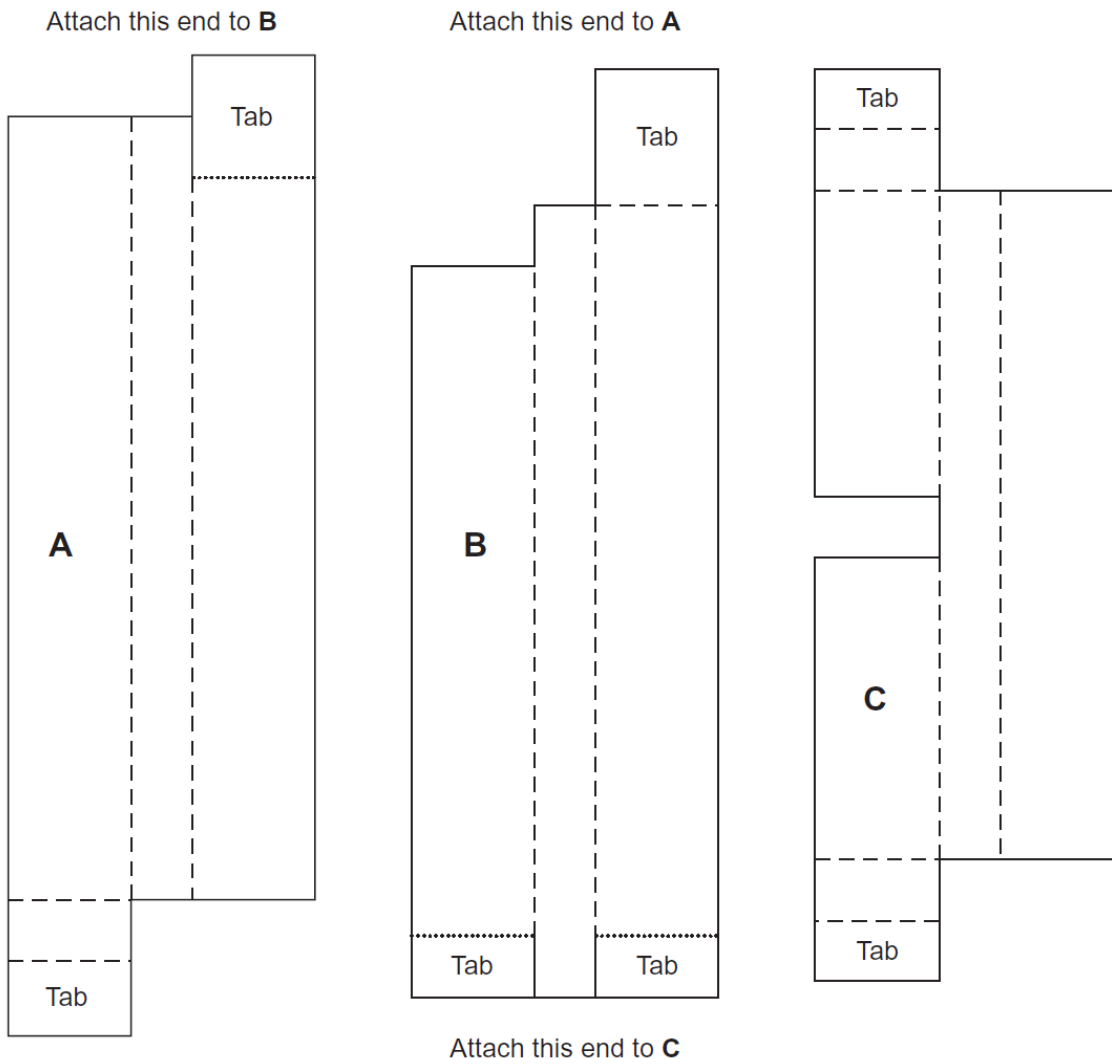 Attach this end to B
Attach this end to A
Tab
Tab
Tab
A
B
C
Tab
Tab
Tab
Tab
Attach this end to C